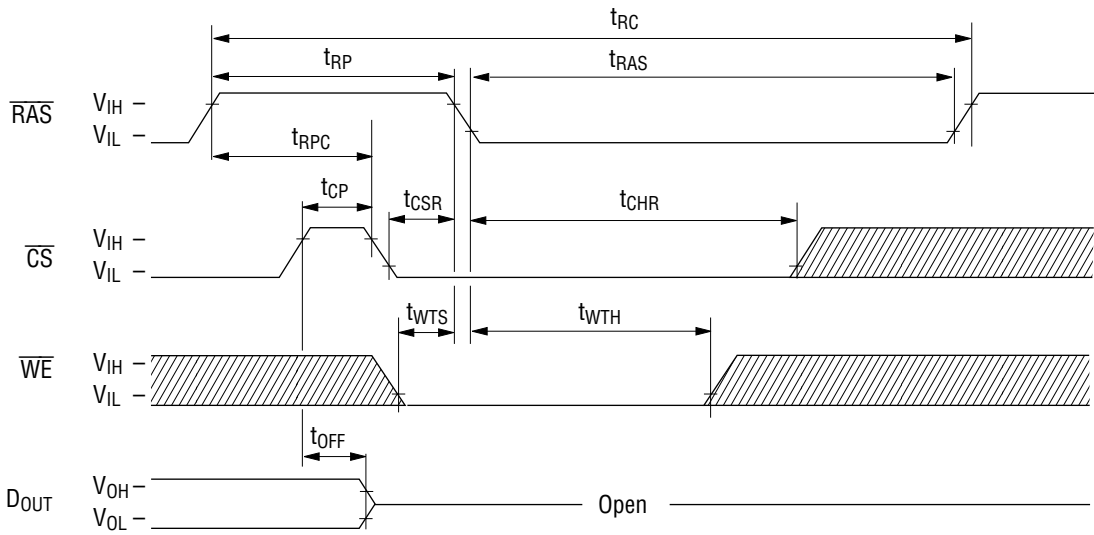 tRC
tRP
tRAS
RAS
VIH –
VIL –
tRPC
tCP
tCSR
tCHR
CS
VIH –
VIL –
tWTS
tWTH
WE
VIH –
VIL –
tOFF
DOUT
VOH –
VOL –
Open